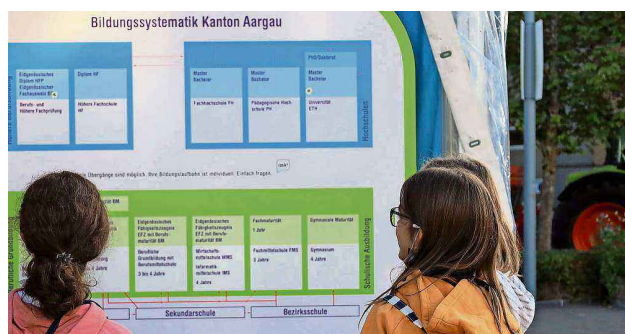 Bildungssystematik Kanton Aargau
Eidgenössisches
Diplom HFP
Eidgenössischer
Fachausweis
Berufs- und
Höhere Fachprüfung
Diplom HF
Höhere Fachschule
HF
Master
Bachelor
Fachhochschule FH
Master
Bachelor
Pädagogische Hoch-
schule PH
PhD/Doktorat
Master
Bachelor
Universität
ETH
Hochschulen
Übergänge sind möglich. Ihre Bildungslaufbahn ist individuell. Einfach fragen.
ask!
BM
Eidgenössisches
Fähigkeitszeugnis
EFZ mit Berufs-
maturität BM
Berufliche
Grundbildung mit
Berufsmittelschule
3 bis 4 Jahre
Eidgenössisches
Fähigkeitszeugnis
EFZ mit Berufs-
maturität BM
Wirtschafts-
mittelschule WMS
Informatik-
mittelschule IMS
4 Jahre
Fachmaturität
1 Jahr
Fachmittelschule FMS
3 Jahre
Gymnasiale Maturität
Gymnasium
4 Jahre
Schulische Ausbildung
Sekundarschule
Bezirksschule